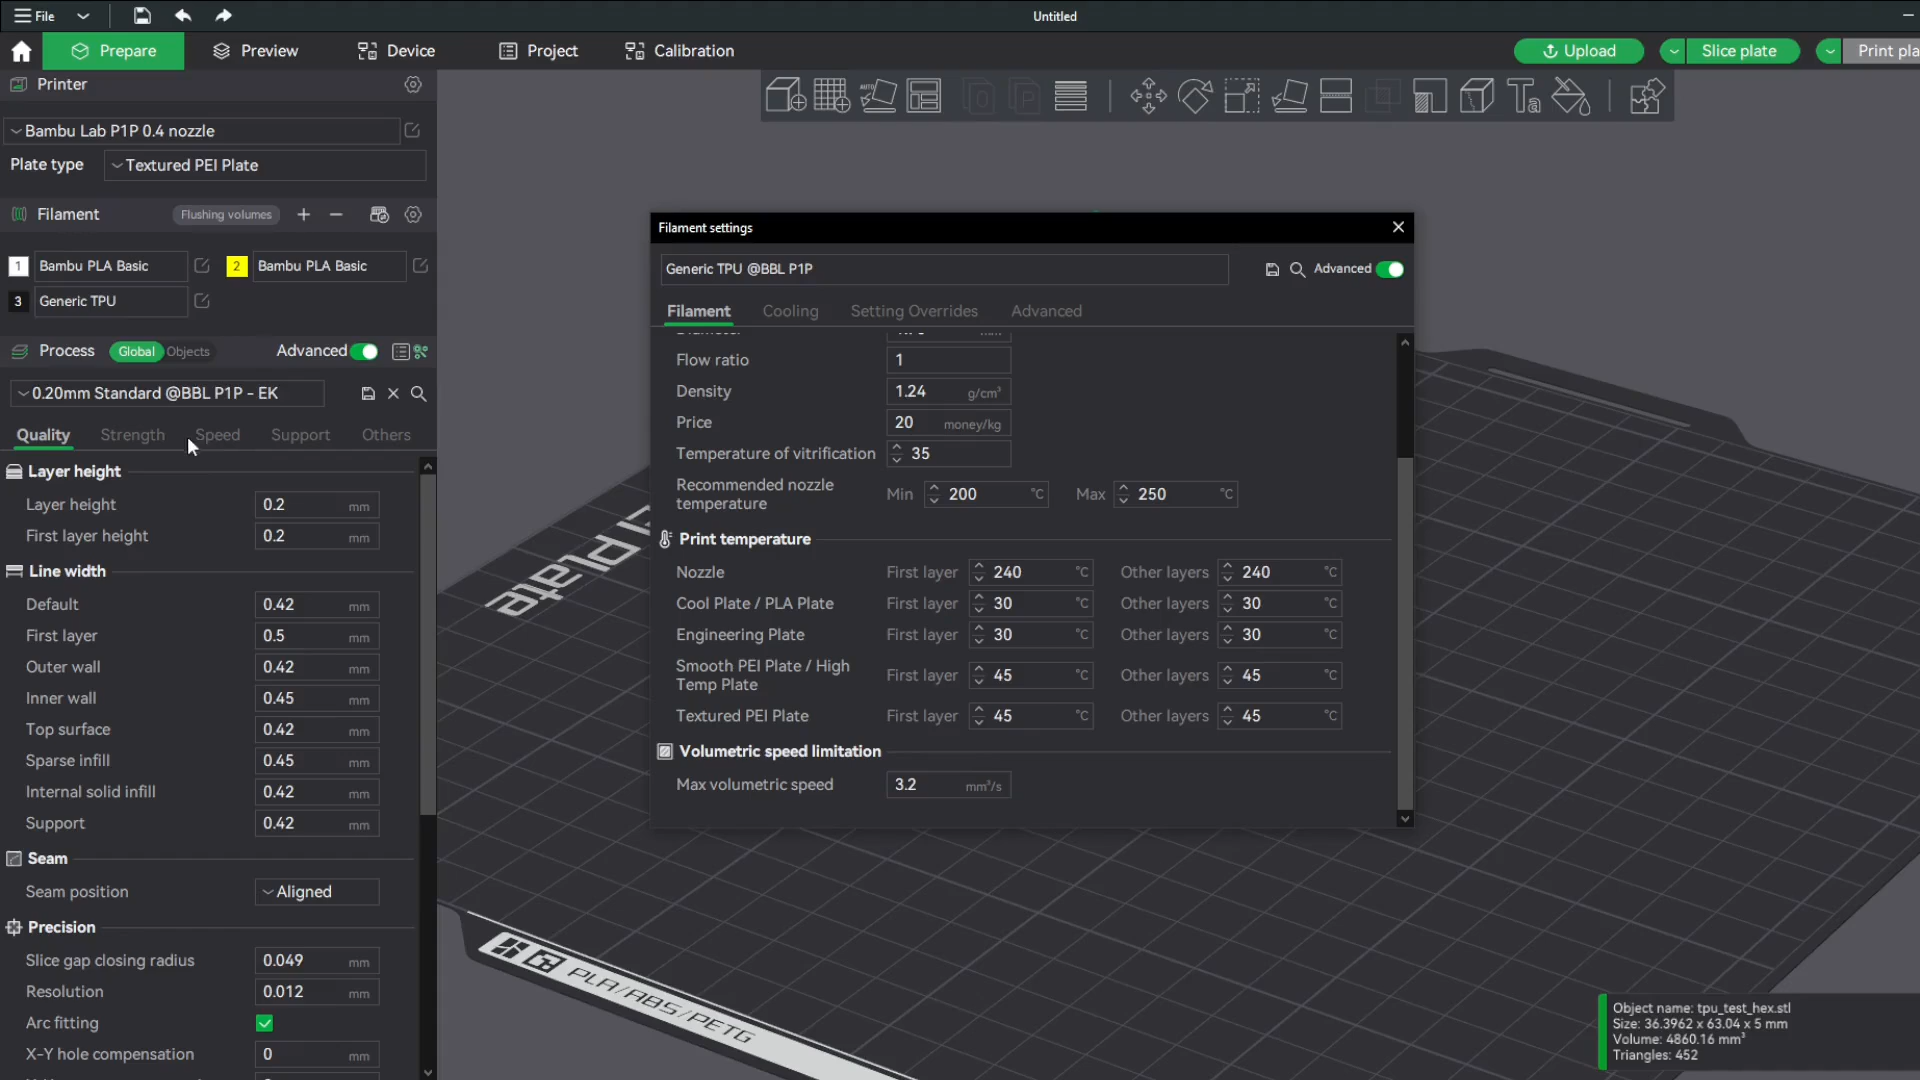 File
Untitled
Prepare
Preview
Device
Project
Calibration
Upload
Slice plate
Print pla
Printer
Bambu Lab P1P 0.4 nozzle
Plate type
Textured PEI Plate
Filament
Flushing volumes
1 Bambu PLA Basic
2 Bambu PLA Basic
3 Generic TPU
Process
Global
Objects
Advanced
0.20mm Standard @BBL P1P - EK
Quality
Strength
Speed
Support
Others
Layer height
Layer height 0.2 mm
First layer height 0.2 mm
Line width
Default 0.42 mm
First layer 0.5 mm
Outer wall 0.42 mm
Inner wall 0.45 mm
Top surface 0.42 mm
Sparse infill 0.45 mm
Internal solid infill 0.42 mm
Support 0.42 mm
Seam
Seam position Aligned
Precision
Slice gap closing radius 0.049 mm
Resolution 0.012 mm
Arc fitting
X-Y hole compensation 0 mm
AUTO
Filament settings
Generic TPU @BBL P1P
Advanced
Filament
Cooling
Setting Overrides
Advanced
Flow ratio 1
Density 1.24 g/cm³
Price 20 money/kg
Temperature of vitrification 35
Recommended nozzle
temperature
Min 200 °C Max 250 °C
Print temperature
Nozzle First layer 240 °C Other layers 240 °C
Cool Plate / PLA Plate First layer 30 °C Other layers 30 °C
Engineering Plate First layer 30 °C Other layers 30 °C
Smooth PEI Plate / High
Temp Plate
First layer 45 °C Other layers 45 °C
Textured PEI Plate First layer 45 °C Other layers 45 °C
Volumetric speed limitation
Max volumetric speed 3.2 mm³/s
PLA/ABS/PETG
Object name: tpu_test_hex.stl
Size: 36.3962 x 63.04 x 5 mm
Volume: 4860.16 mm³
Triangles: 452